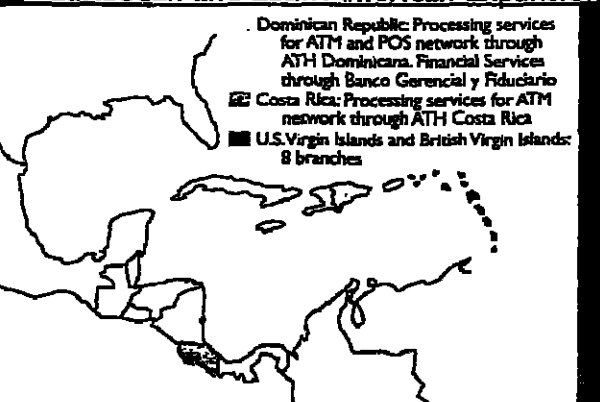 . Dominican Republic: Processing services
for ATM and POS network through
ATH Dominicana. Financial Services
through Banco Gerencial y Fiduciario
Costa Rica: Processing services for ATM
network through ATH Costa Rica
U.S. Virgin Islands and British Virgin Islands:
8 branches